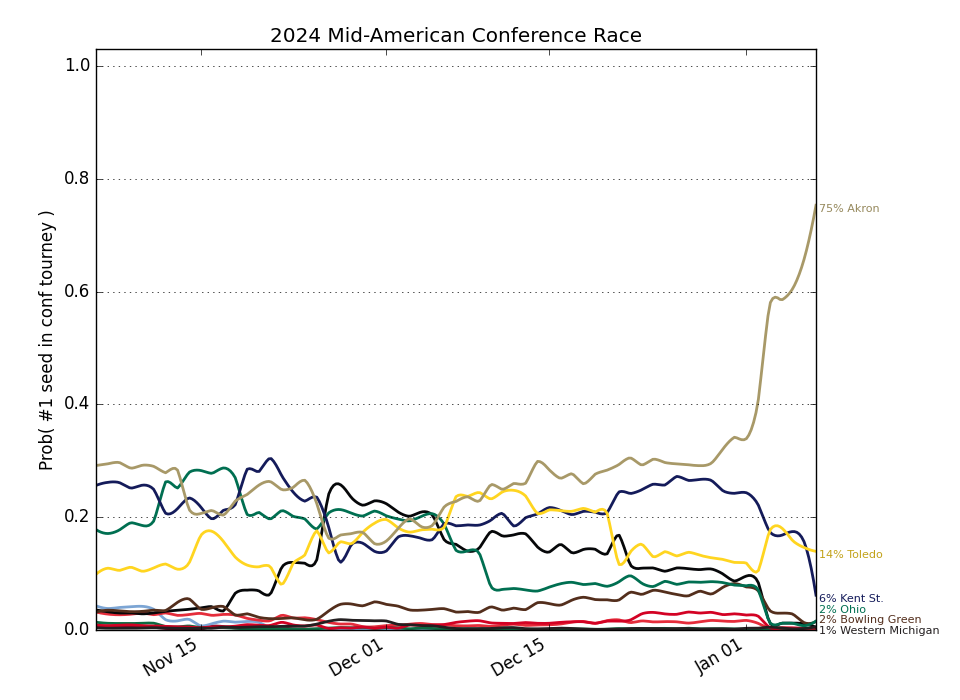 2024 Mid-American Conference Race
Prob( #1 seed in conf tourney )
1.0
0.8
0.6
0.4
0.2
0.0
Nov 15
Dec 01
Dec 15
Jan 01
75% Akron
14% Toledo
6% Kent St.
2% Ohio
2% Bowling Green
1% Western Michigan